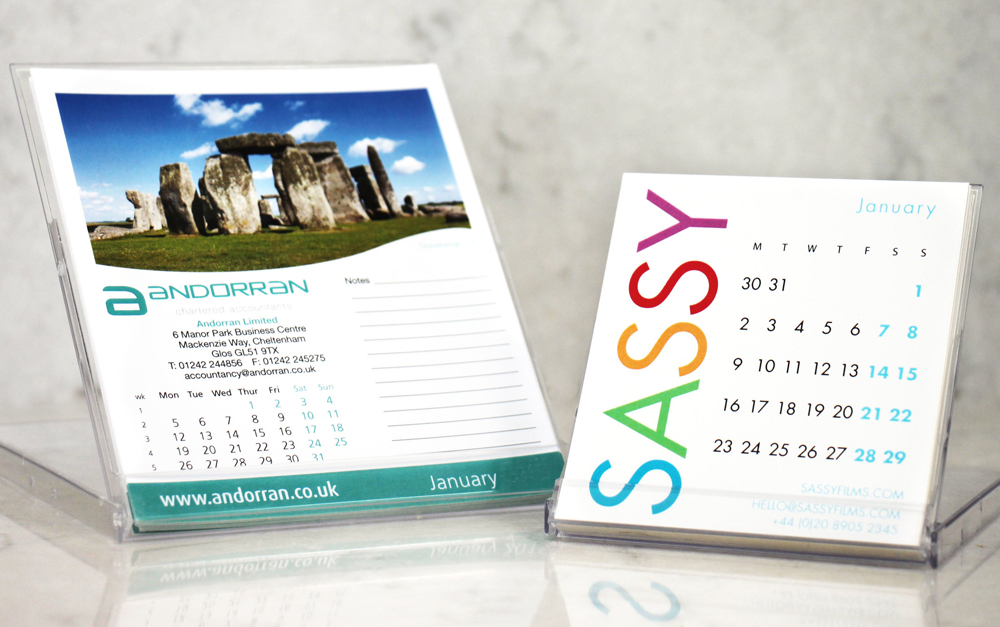 aANDORRAN
chartered accountants
Andorran Limited
6 Manor Park Business Centre
Mackenzie Way, Cheltenham
Glos GL51 9TX
T: 01242 244856 F: 01242 245275
accountancy@andorran.co.uk
wk Mon Tue Wed Thur Fri Sat Sun
1 1 2 3 4
2 5 6 7 8 9 10 11
3 12 13 14 15 16 17 18
4 19 20 21 22 23 24 25
5 26 27 28 29 30 31
Notes
www.andorran.co.uk January
SASSY
January
M T W T F S S
30 31 1
2 3 4 5 6 7 8
9 10 11 12 13 14 15
16 17 18 19 20 21 22
23 24 25 26 27 28 29
SASSYFILMS.COM
HELLO@SASSYFILMS.COM
+44 (0)20 8905 2345